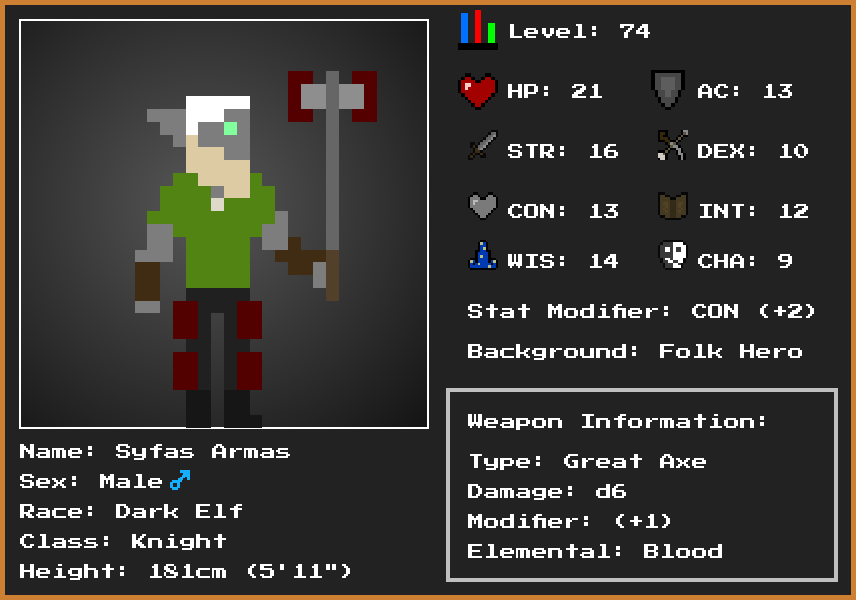 Level: 74
HP: 21 AC: 13
STR: 16 DEX: 10
CON: 13 INT: 12
WIS: 14 CHA: 9
Stat Modifier: CON (+2)
Background: Folk Hero
Weapon Information:
Type: Great Axe
Damage: d6
Modifier: (+1)
Elemental: Blood
Name: Syfas Armas
Sex: Male♂
Race: Dark Elf
Class: Knight
Height: 181cm (5'11")